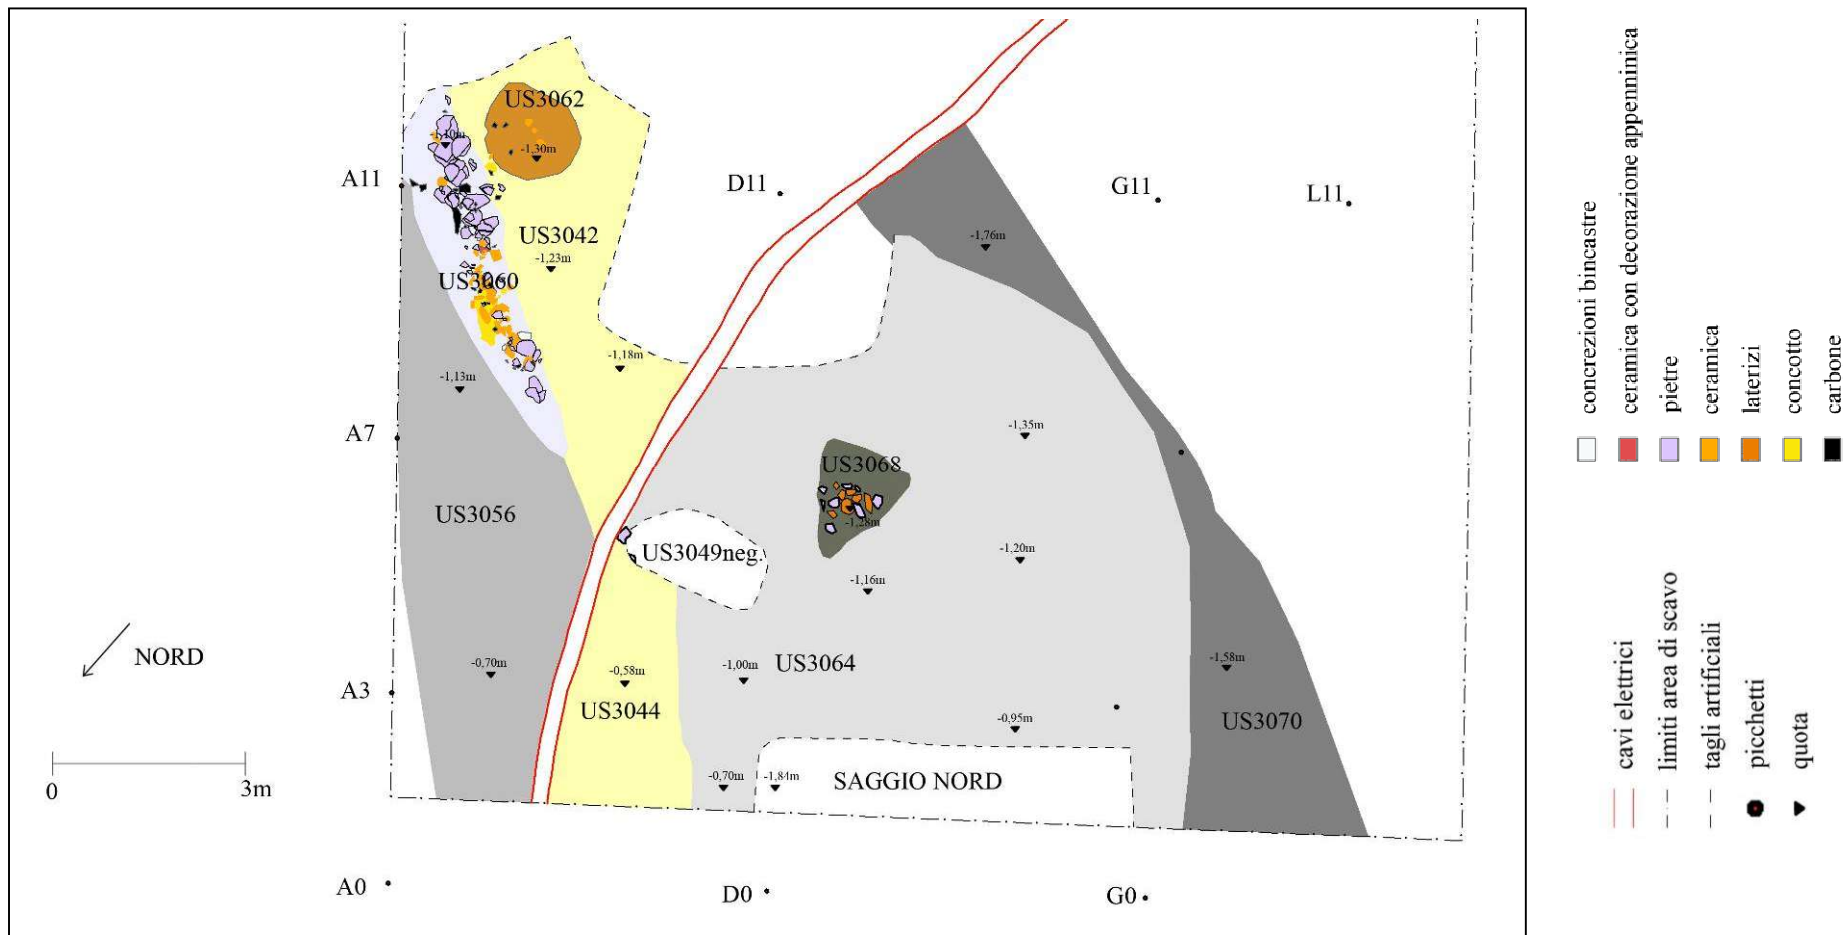 US3062
-1,10m
-1,30m
A11
D11
G11
L11
US3042
-1,23m
-1,76m
US3060
-1,18m
-1,13m
A7
-1,35m
US3068
US3056
-1,28m
US3049neg.
-1,20m
-1,16m
NORD
-0,70m
-0,58m
-1,00m
US3064
-1,58m
A3
US3044
-0,95m
US3070
-0,70m
-1,84m
SAGGIO NORD
0
3m
A0
D0
G0
concrezioni bincastre
ceramica con decorazione appenninica
pietre
ceramica
laterizi
concotto
carbone
cavi elettrici
limiti area di scavo
tagli artificiali
picchetti
quota